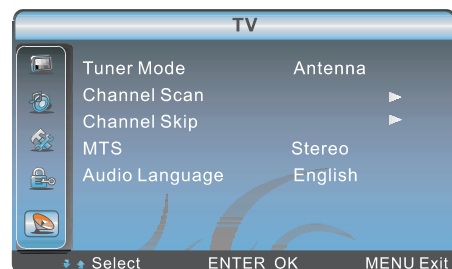 TV
Tuner Mode Antenna
Channel Scan
Channel Skip
MTS Stereo
Audio Language English
Select ENTER OK MENU Exit